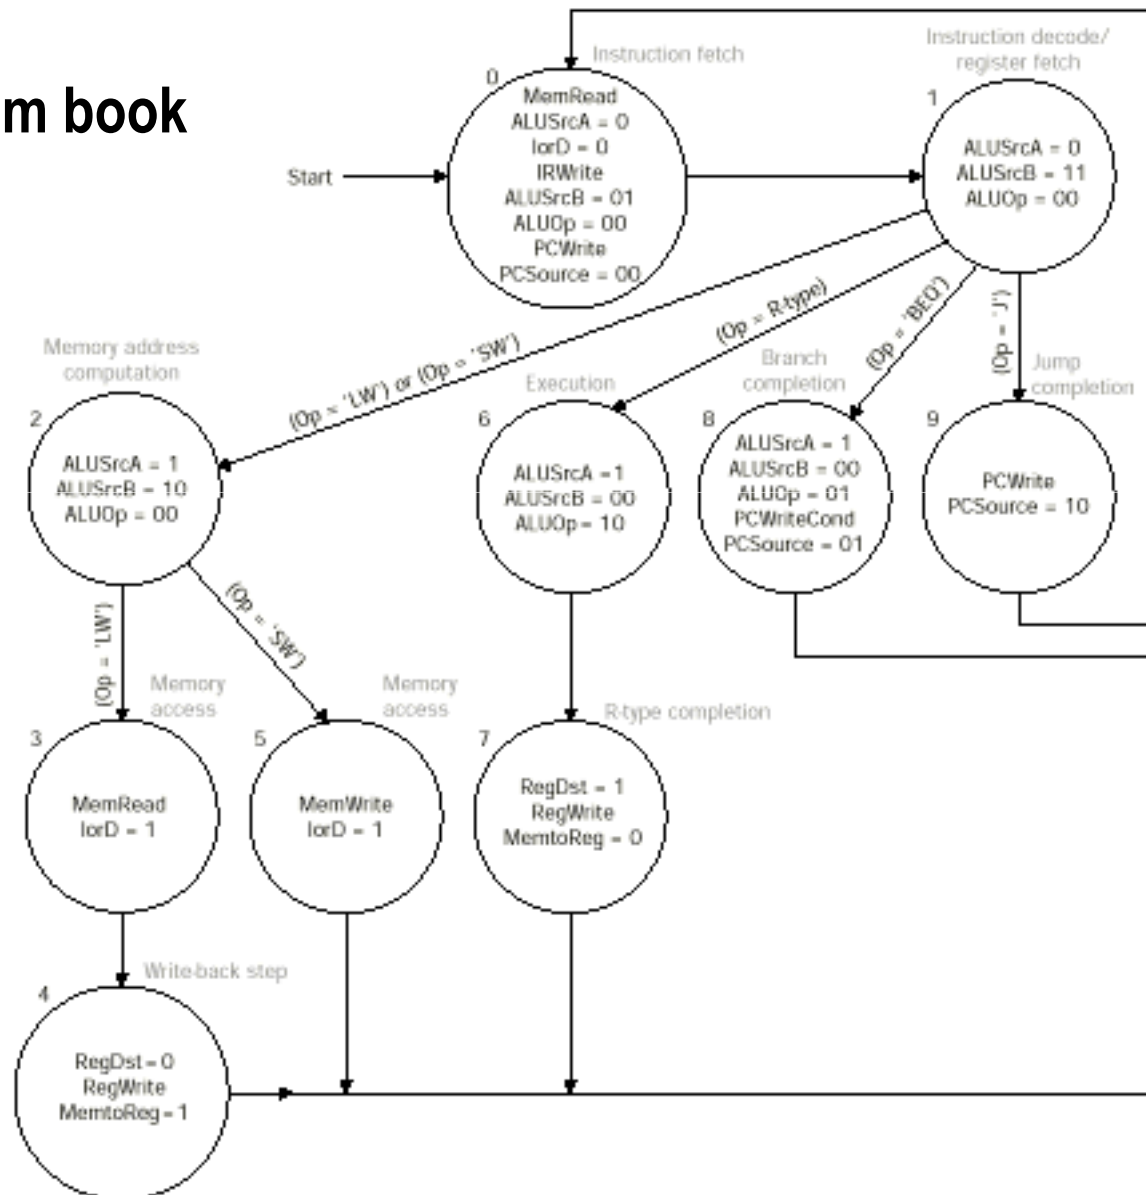 m book
Instruction fetch
0
MemRead
ALUSrcA = 0
IorD = 0
IRWrite
ALUSrcB = 01
ALUOp = 00
PCWrite
PCSource = 00
Start
Instruction decode/
register fetch
1
ALUSrcA = 0
ALUSrcB = 11
ALUOp = 00
(Op = 'LW') or (Op = 'SW')
(Op = R-type)
(Op = 'BEQ')
(Op = 'J')
Memory address
computation
2
ALUSrcA = 1
ALUSrcB = 10
ALUOp = 00
Execution
6
ALUSrcA =1
ALUSrcB = 00
ALUOp= 10
Branch
completion
8
ALUSrcA = 1
ALUSrcB = 00
ALUOp = 01
PCWriteCond
PCSource = 01
Jump
completion
9
PCWrite
PCSource = 10
(Op = 'LW')
(Op = 'SW')
Memory
access
3
MemRead
IorD = 1
Memory
access
5
MemWrite
IorD = 1
R-type completion
7
RegDst = 1
RegWrite
MemtoReg = 0
Write-back step
4
RegDst=0
RegWrite
MemtoReg=1